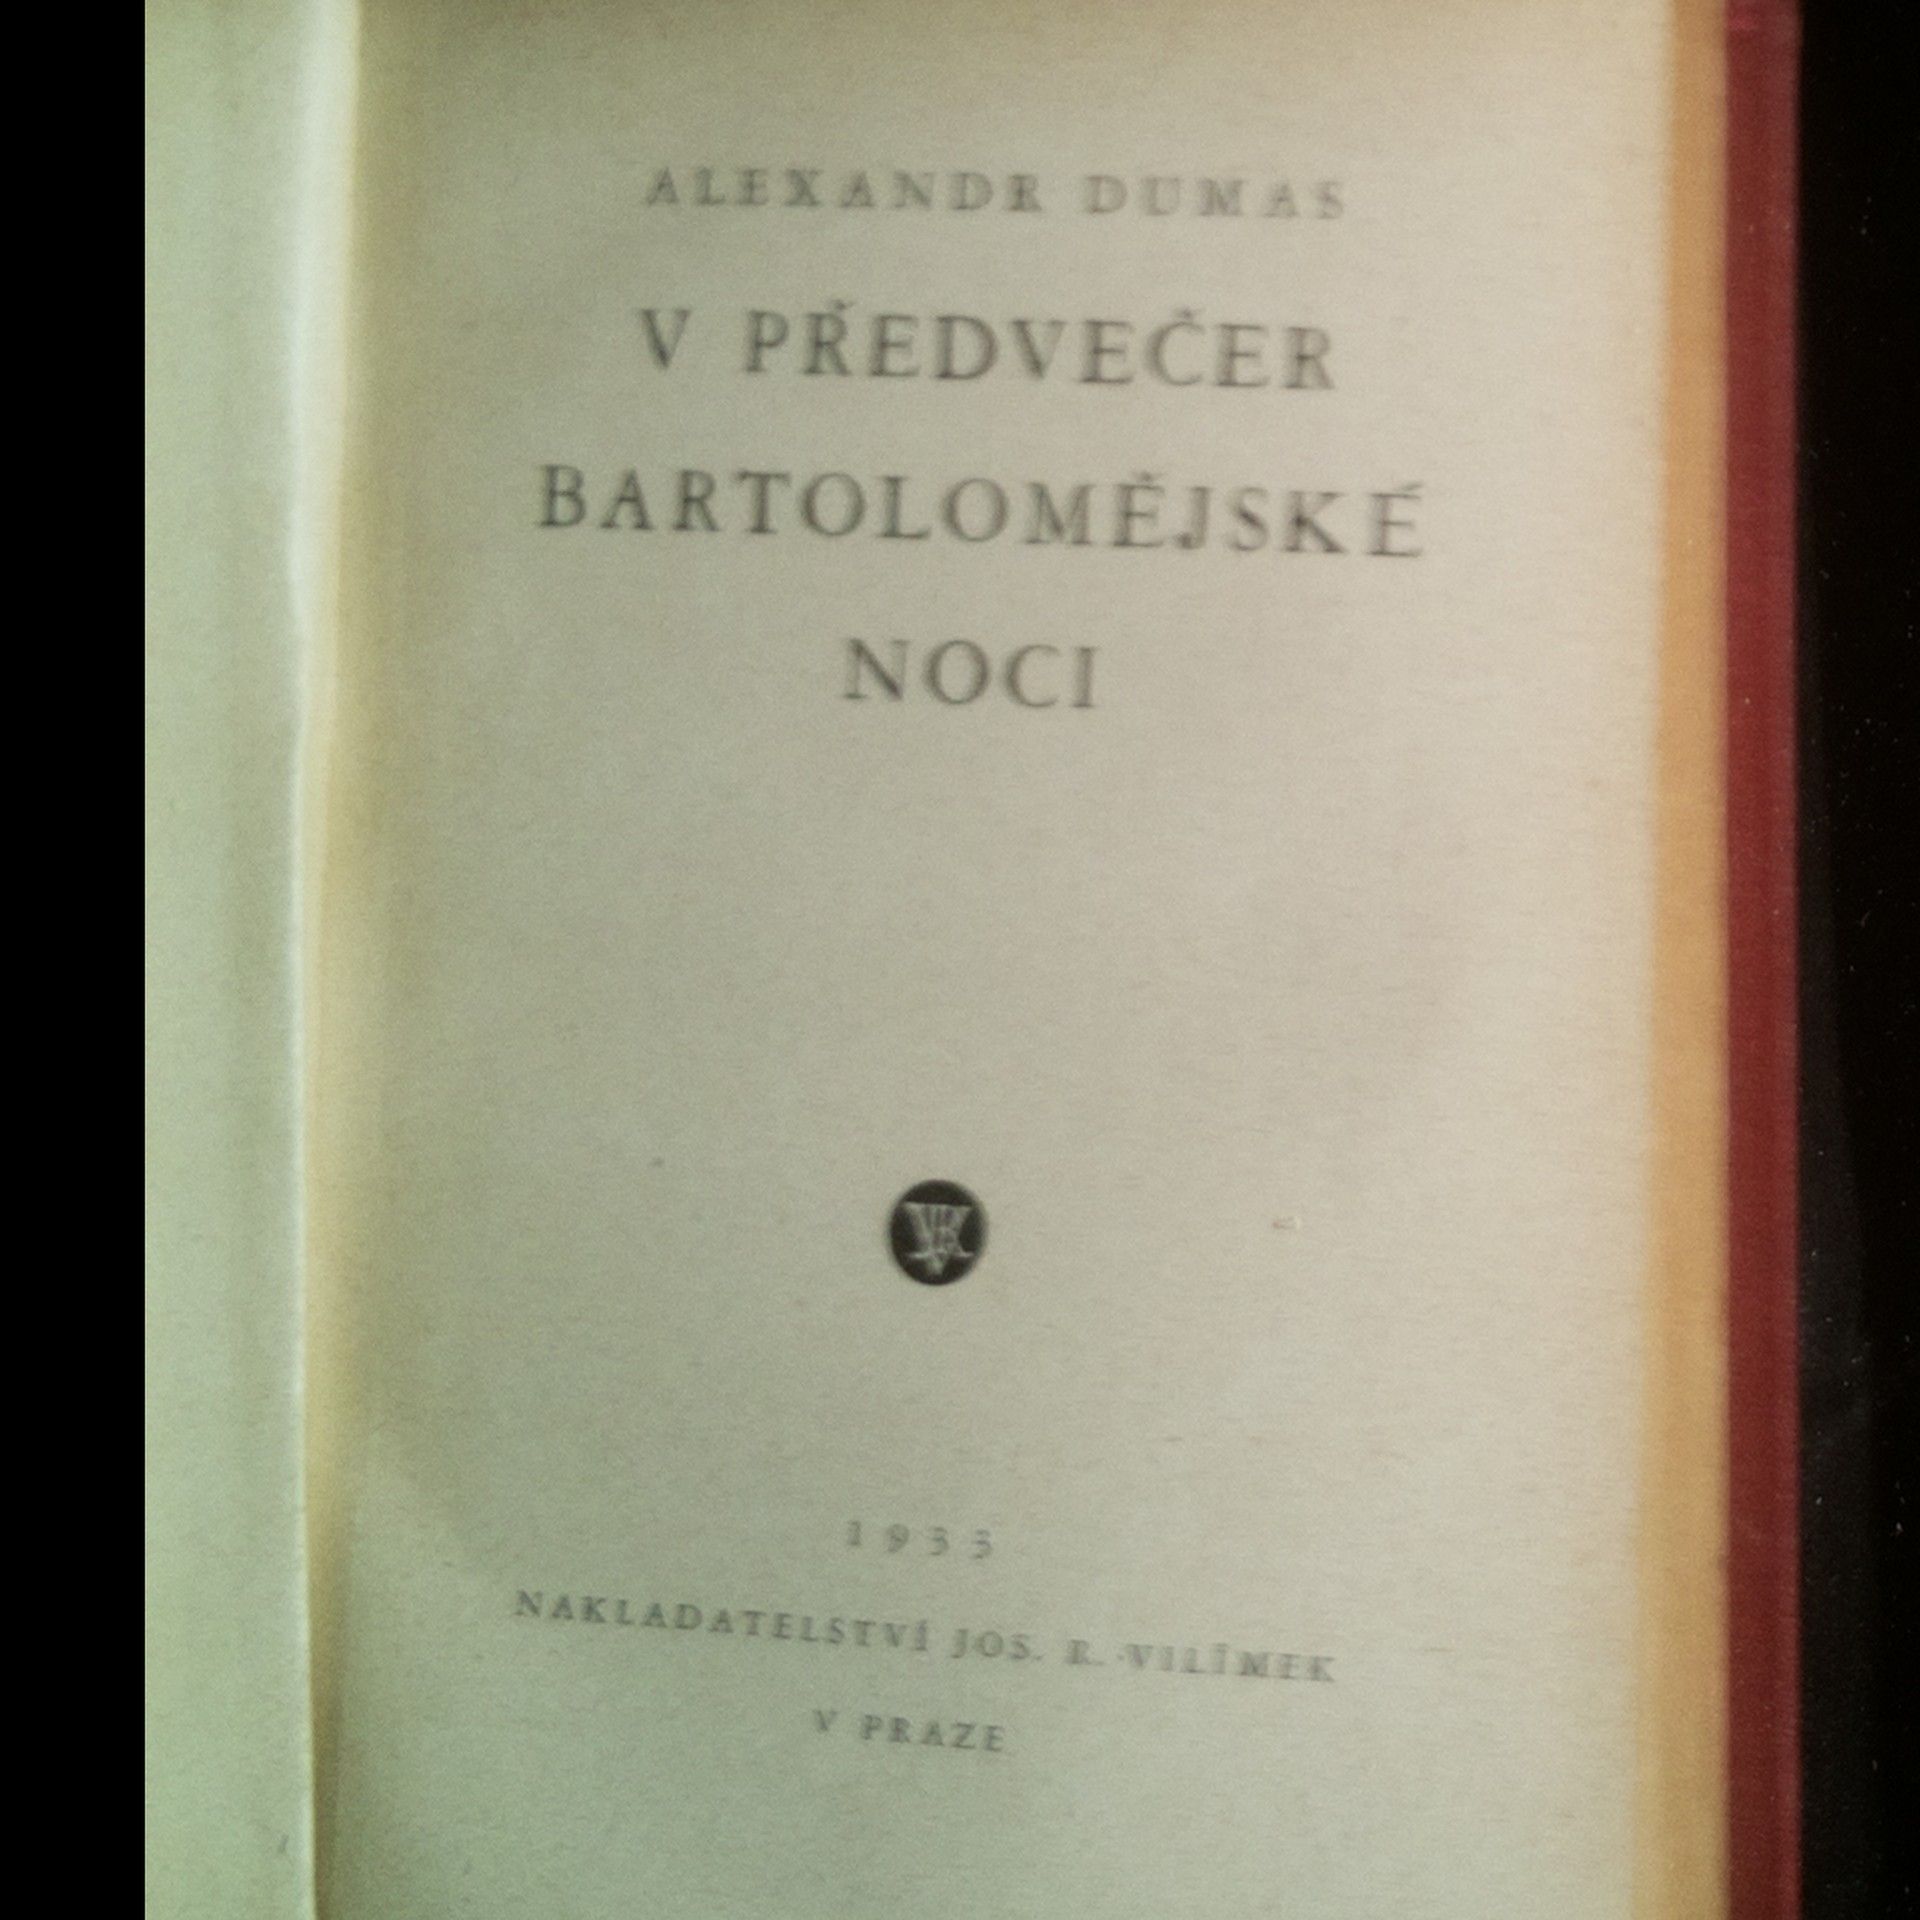 ALEXANDR DUMAS
V PŘEDVEČER
BARTOLOMĚJSKÉ
NOCI
1933
NAKLADATELSTVÍ JOS. R. VILÍMEK
V PRAZE